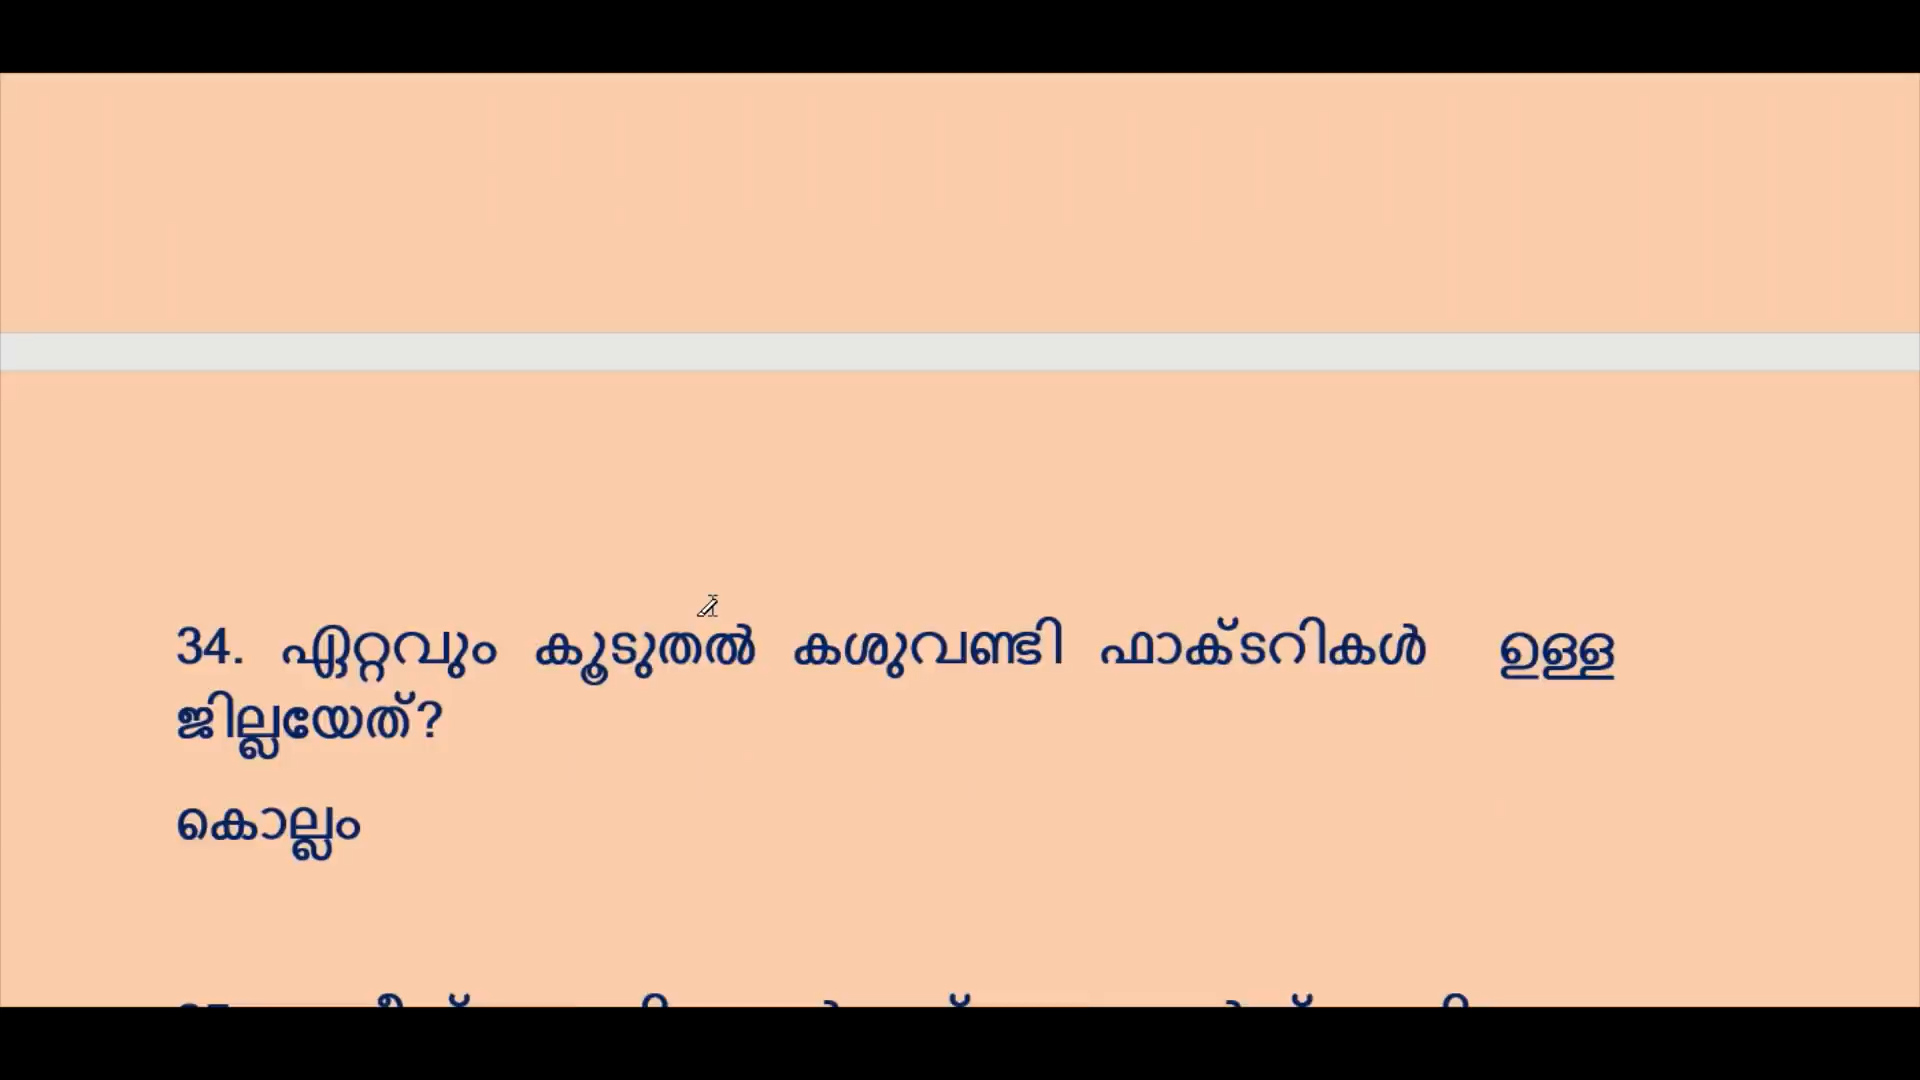 34. ഏറ്റവും കൂടുതൽ കശുവണ്ടി ഫാക്ടറികൾ ഉള്ള
ജില്ലയേത്?
കൊല്ലം